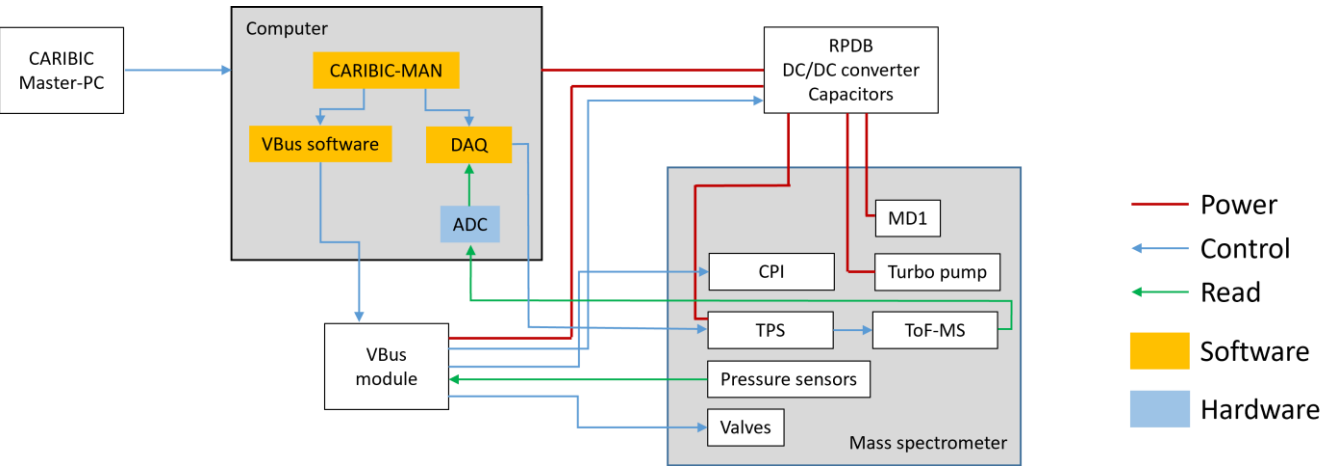 CARIBIC
Master-PC
Computer
CARIBIC-MAN
VBus software
DAQ
ADC
VBus
module
RPDB
DC/DC converter
Capacitors
MD1
CPI
Turbo pump
TPS
ToF-MS
Pressure sensors
Valves
Mass spectrometer
Power
Control
Read
Software
Hardware